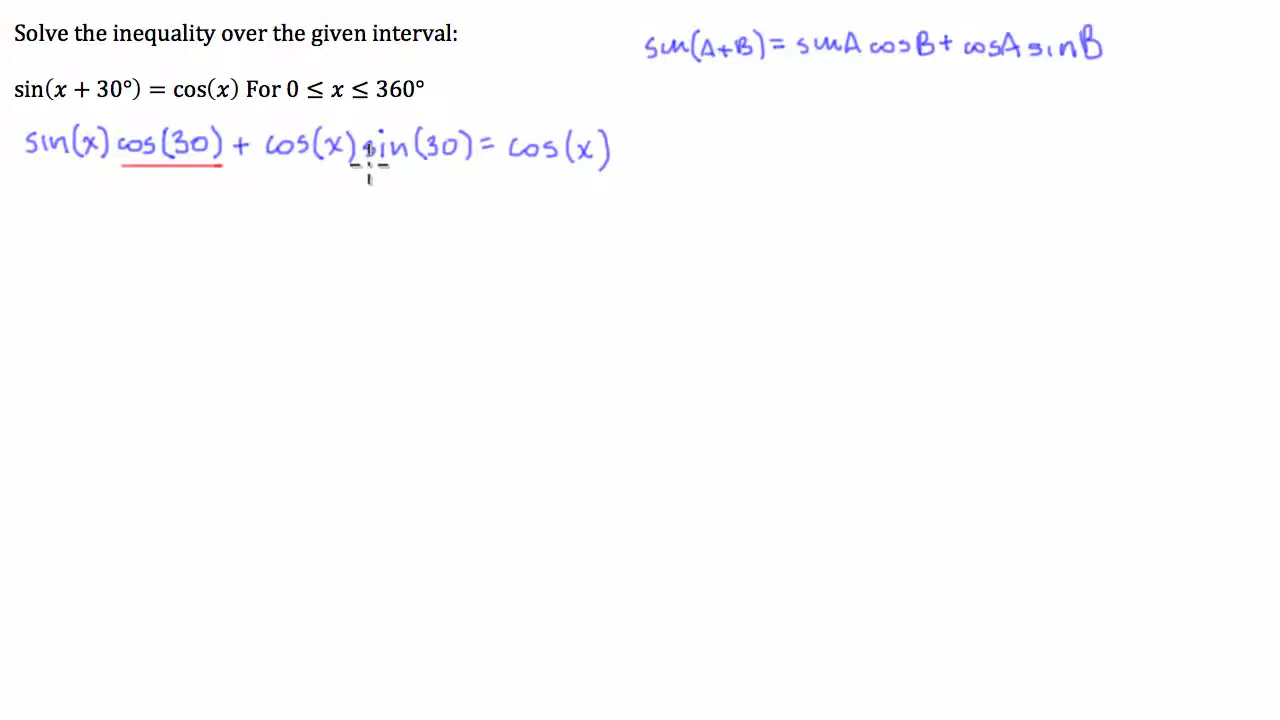 Solve the inequality over the given interval:
sin(A+B) = sinA cosB + cosA sinB
sin(𝑥 + 30°) = cos(𝑥) For 0 ≤ 𝑥 ≤ 360°
sin(x) cos(30) + cos(x) sin(30) = cos(x)